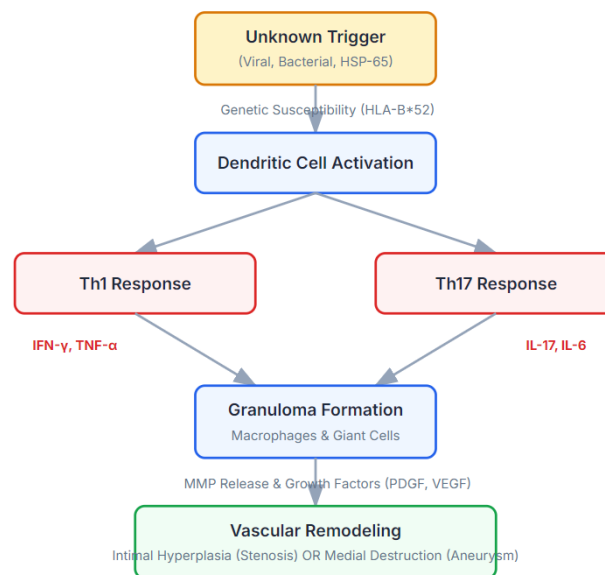 Unknown Trigger
(Viral, Bacterial, HSP-65)
Genetic Susceptibility (HLA-B*52)
Dendritic Cell Activation
Th1 Response
Th17 Response
IFN-γ, TNF-α
IL-17, IL-6
Granuloma Formation
Macrophages & Giant Cells
MMP Release & Growth Factors (PDGF, VEGF)
Vascular Remodeling
Intimal Hyperplasia (Stenosis) OR Medial Destruction (Aneurysm)